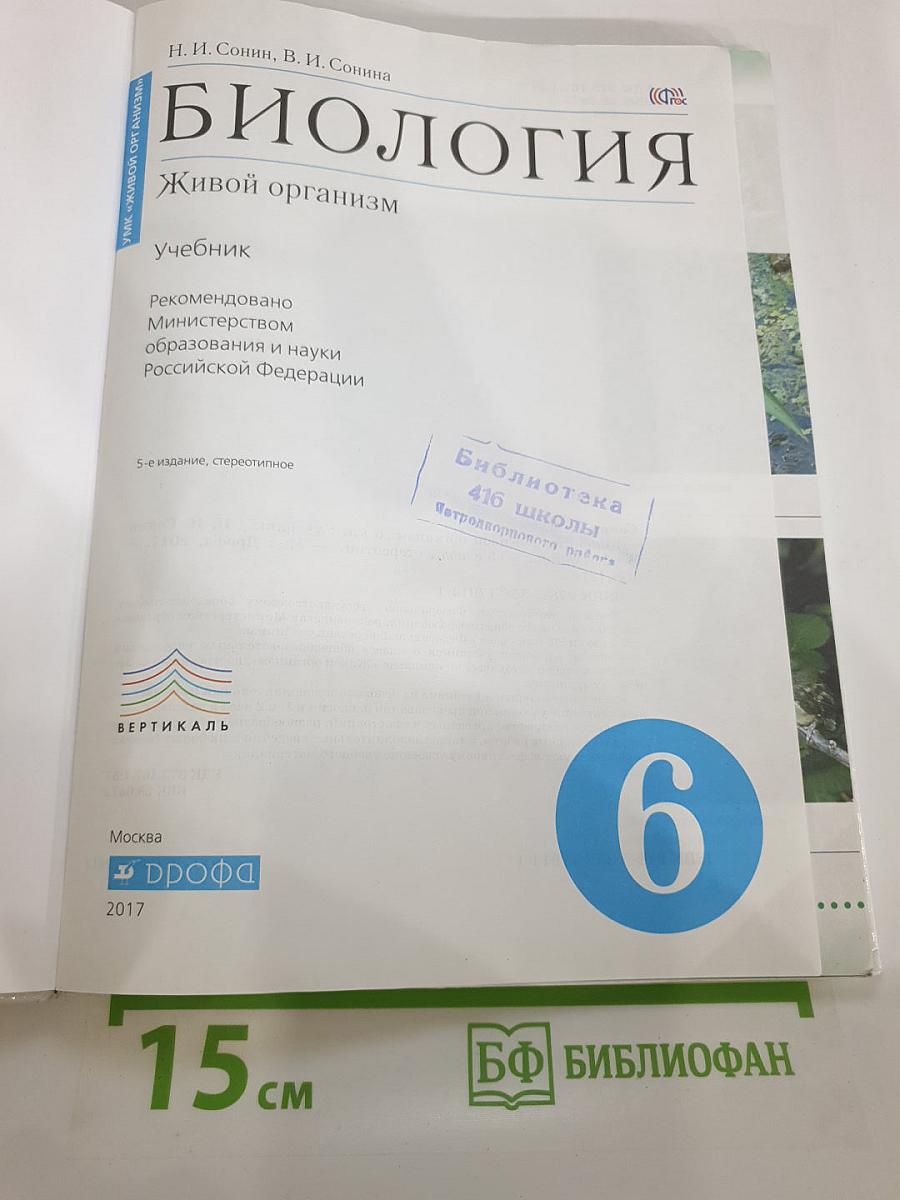 Н. И. Сонин, В. И. Сонина
ФГОС
БИОЛОГИЯ
Живой организм
УМК «ЖИВОЙ ОРГАНИЗМ»
Учебник
Рекомендовано
Министерством
образования и науки
Российской Федерации
5-е издание, стереотипное
Библиотека
416 школы
Петродворцового района
ВЕРТИКАЛЬ
6
Москва
дрофа
2017
15 см
БФ БИБЛИОФАН